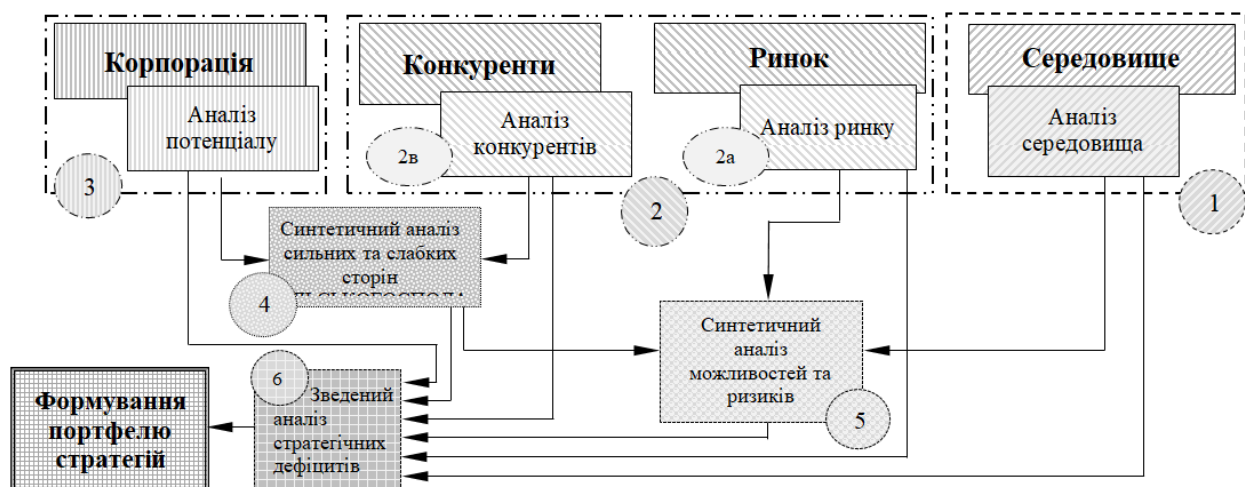 Корпорація
Аналіз
потенціалу
3
Конкуренти
Аналіз
конкурентів
2в
Ринок
Аналіз ринку
2а
2
Середовище
Аналіз
середовища
1
Синтетичний аналіз
сильних та слабких
сторін
4
Синтетичний
аналіз
можливостей та
ризиків
5
6
Зведений
аналіз
стратегічних
дефіцитів
Формування
портфелю
стратегій